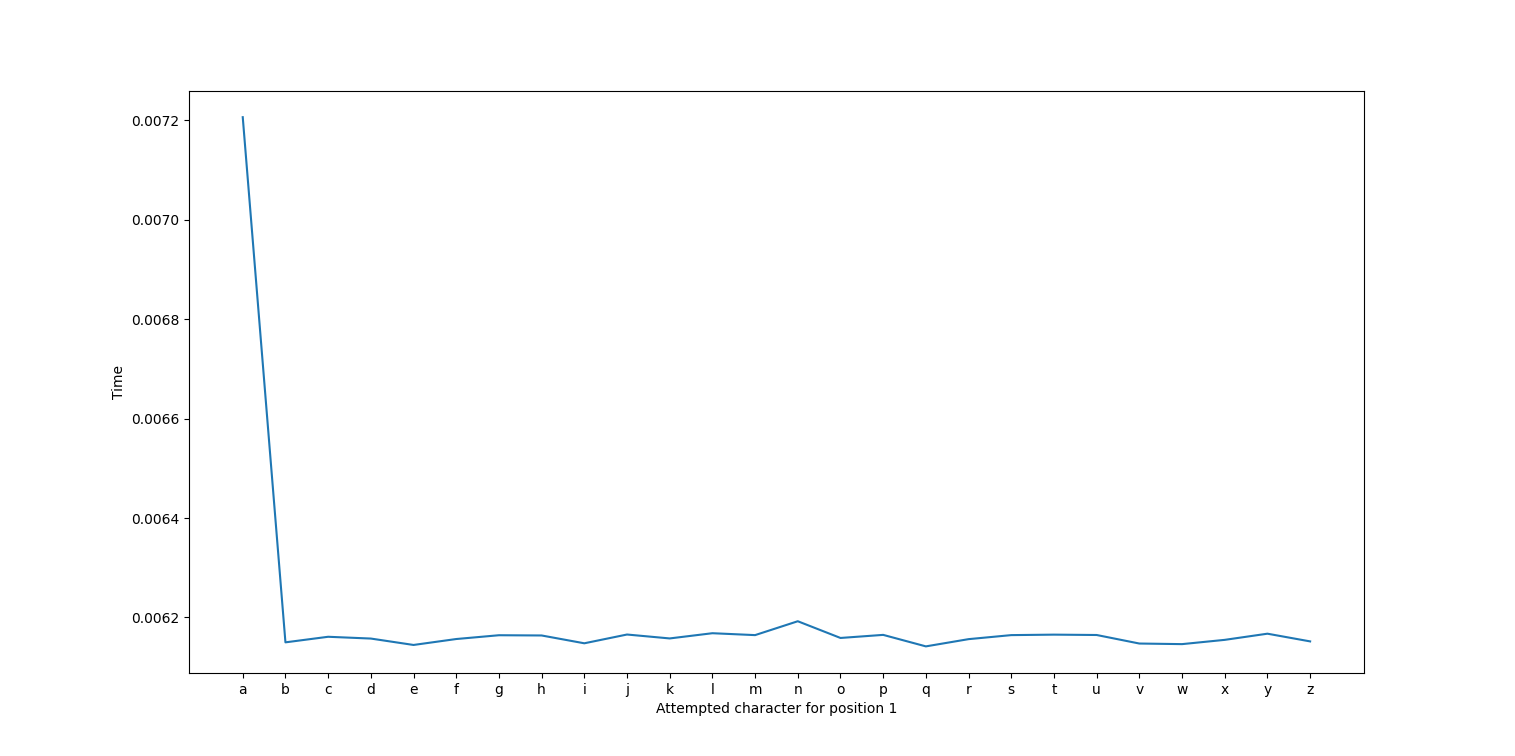 0.0072
0.0070
0.0068
0.0066
0.0064
0.0062
Time
a b c d e f g h i j k l m n o p q r s t u v w x y z
Attempted character for position 1